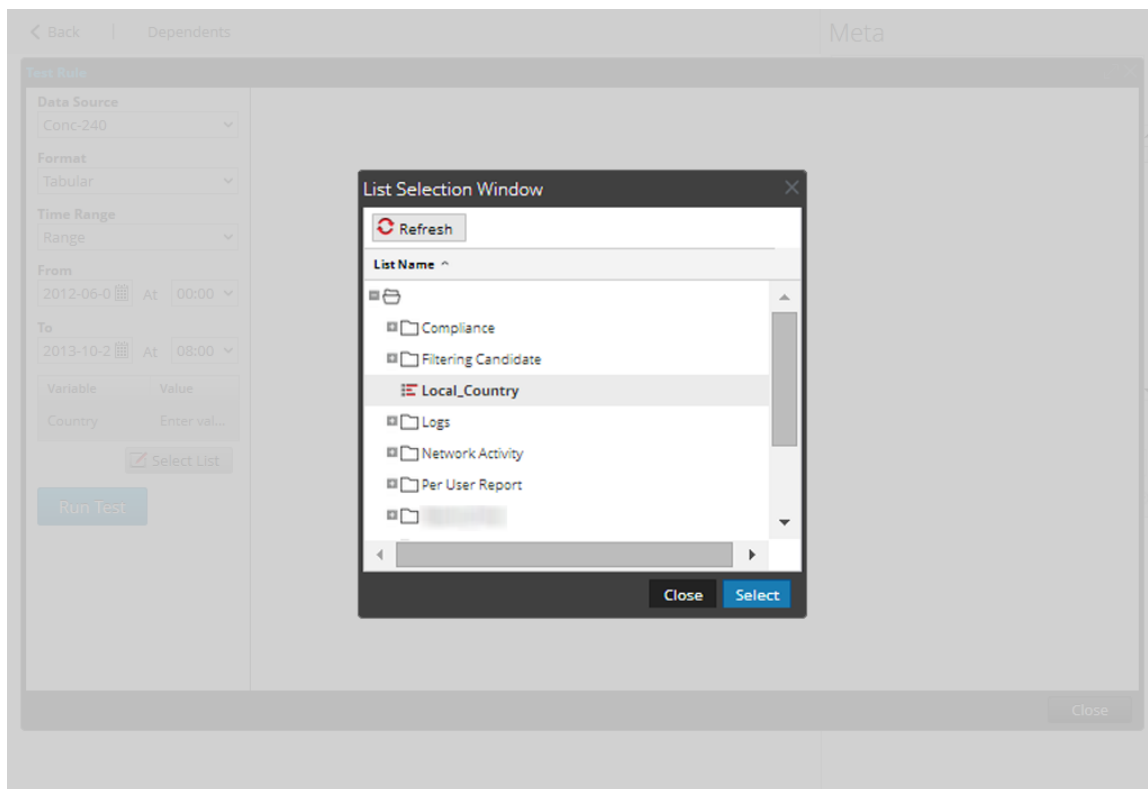 Back | Dependents
Meta
Test Rule
Data Source
Conc-240
Format
Tabular
Time Range
Range
From
2012-06-0 At 00:00
To
2013-10-2 At 08:00
Variable Value
Country Enter val...
Select List
Run Test
List Selection Window
Refresh
List Name
Compliance
Filtering Candidate
Local_Country
Logs
Network Activity
Per User Report
Close Select
Close